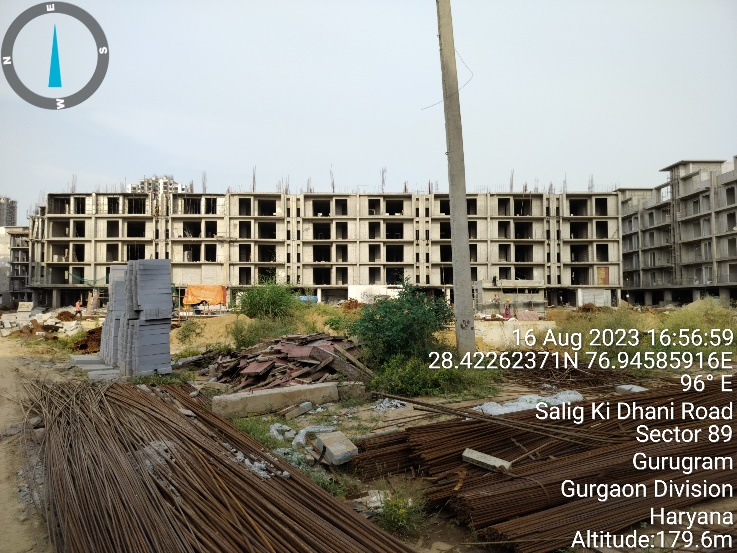 E
N
S
W
16 Aug 2023 16:56:59
28.42262371N 76.94585916E
96° E
Salig Ki Dhani Road
Sector 89
Gurugram
Gurgaon Division
Haryana
Altitude:179.6m